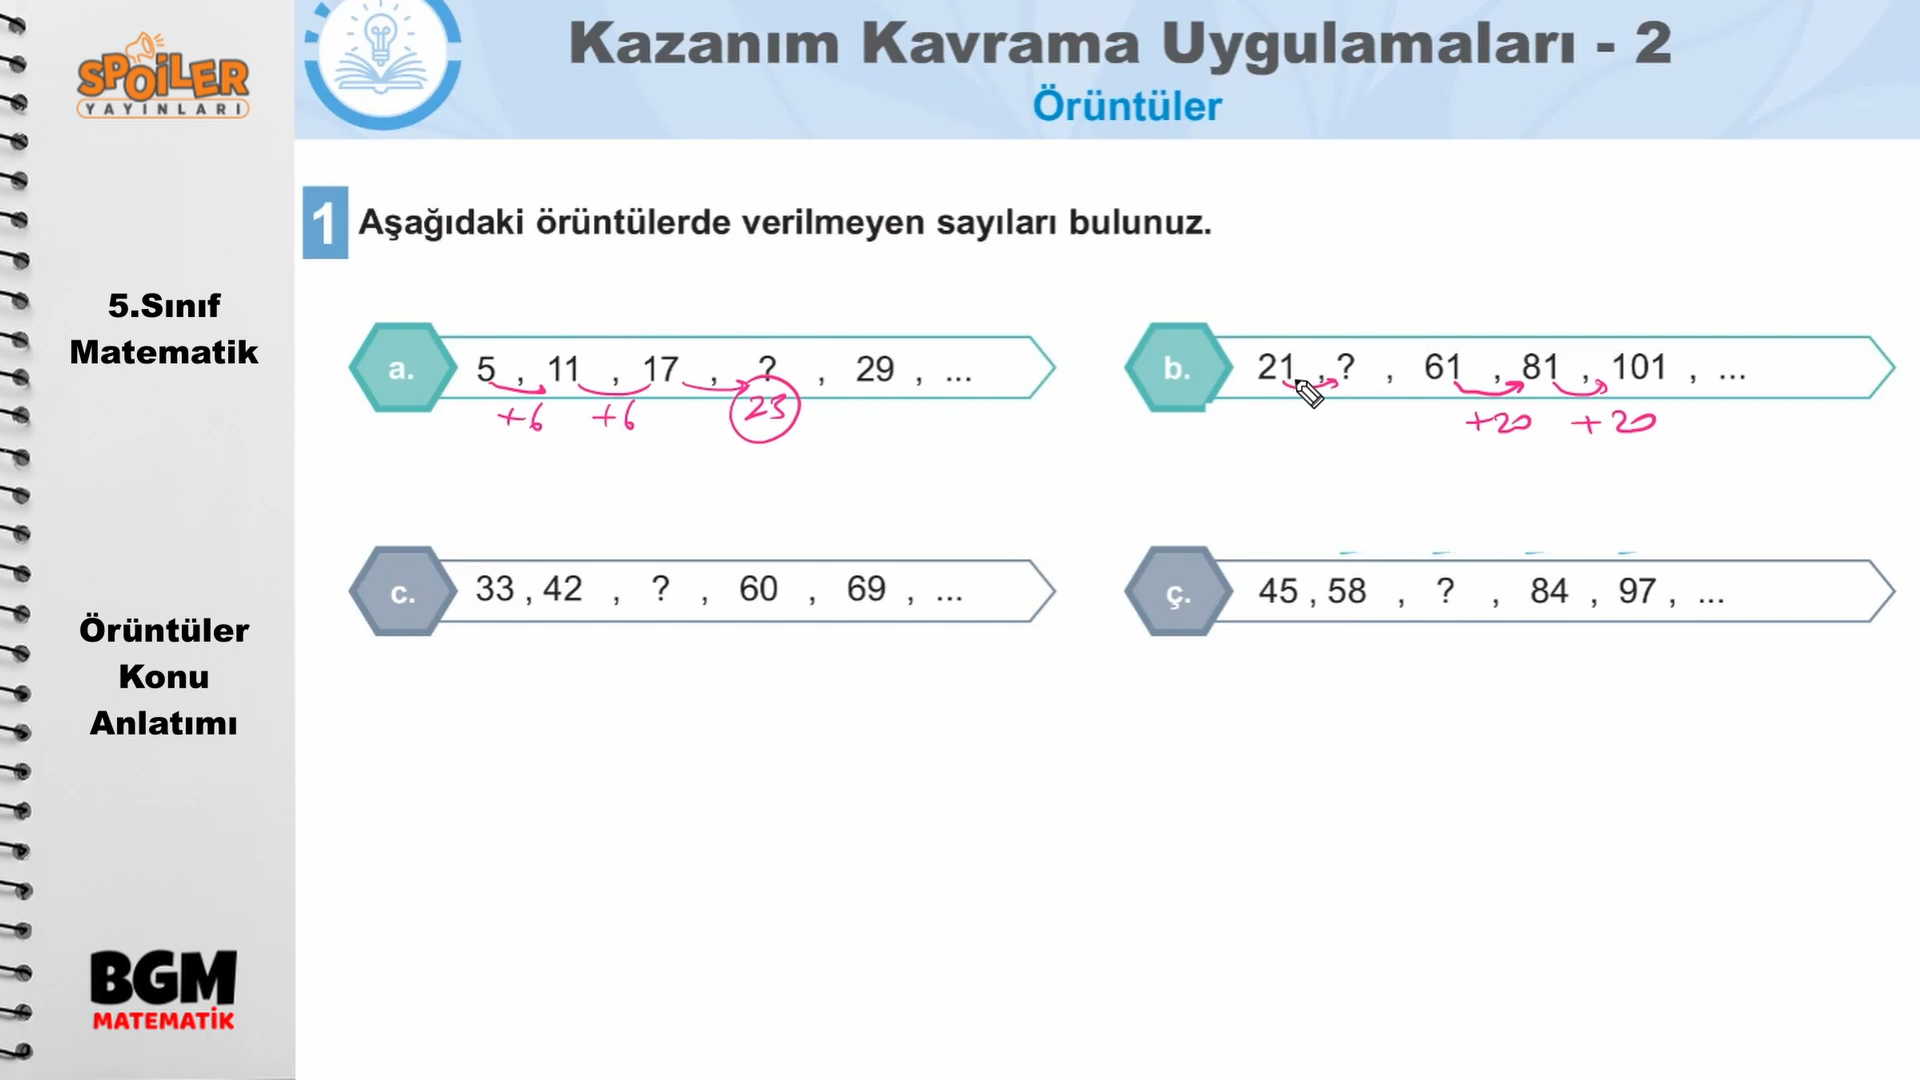 SPOiLER
YAYINLARI
Kazanım Kavrama Uygulamaları - 2
Örüntüler
1 Aşağıdaki örüntülerde verilmeyen sayıları bulunuz.
5.Sınıf
Matematik
a. 5 , 11 , 17 , ? , 29 , ...
+6 +6 23
b. 21 , ? , 61 , 81 , 101 , ...
+20 +20
c. 33 , 42 , ? , 60 , 69 , ...
ç. 45 , 58 , ? , 84 , 97 , ...
Örüntüler
Konu
Anlatımı
BGM
MATEMATİK